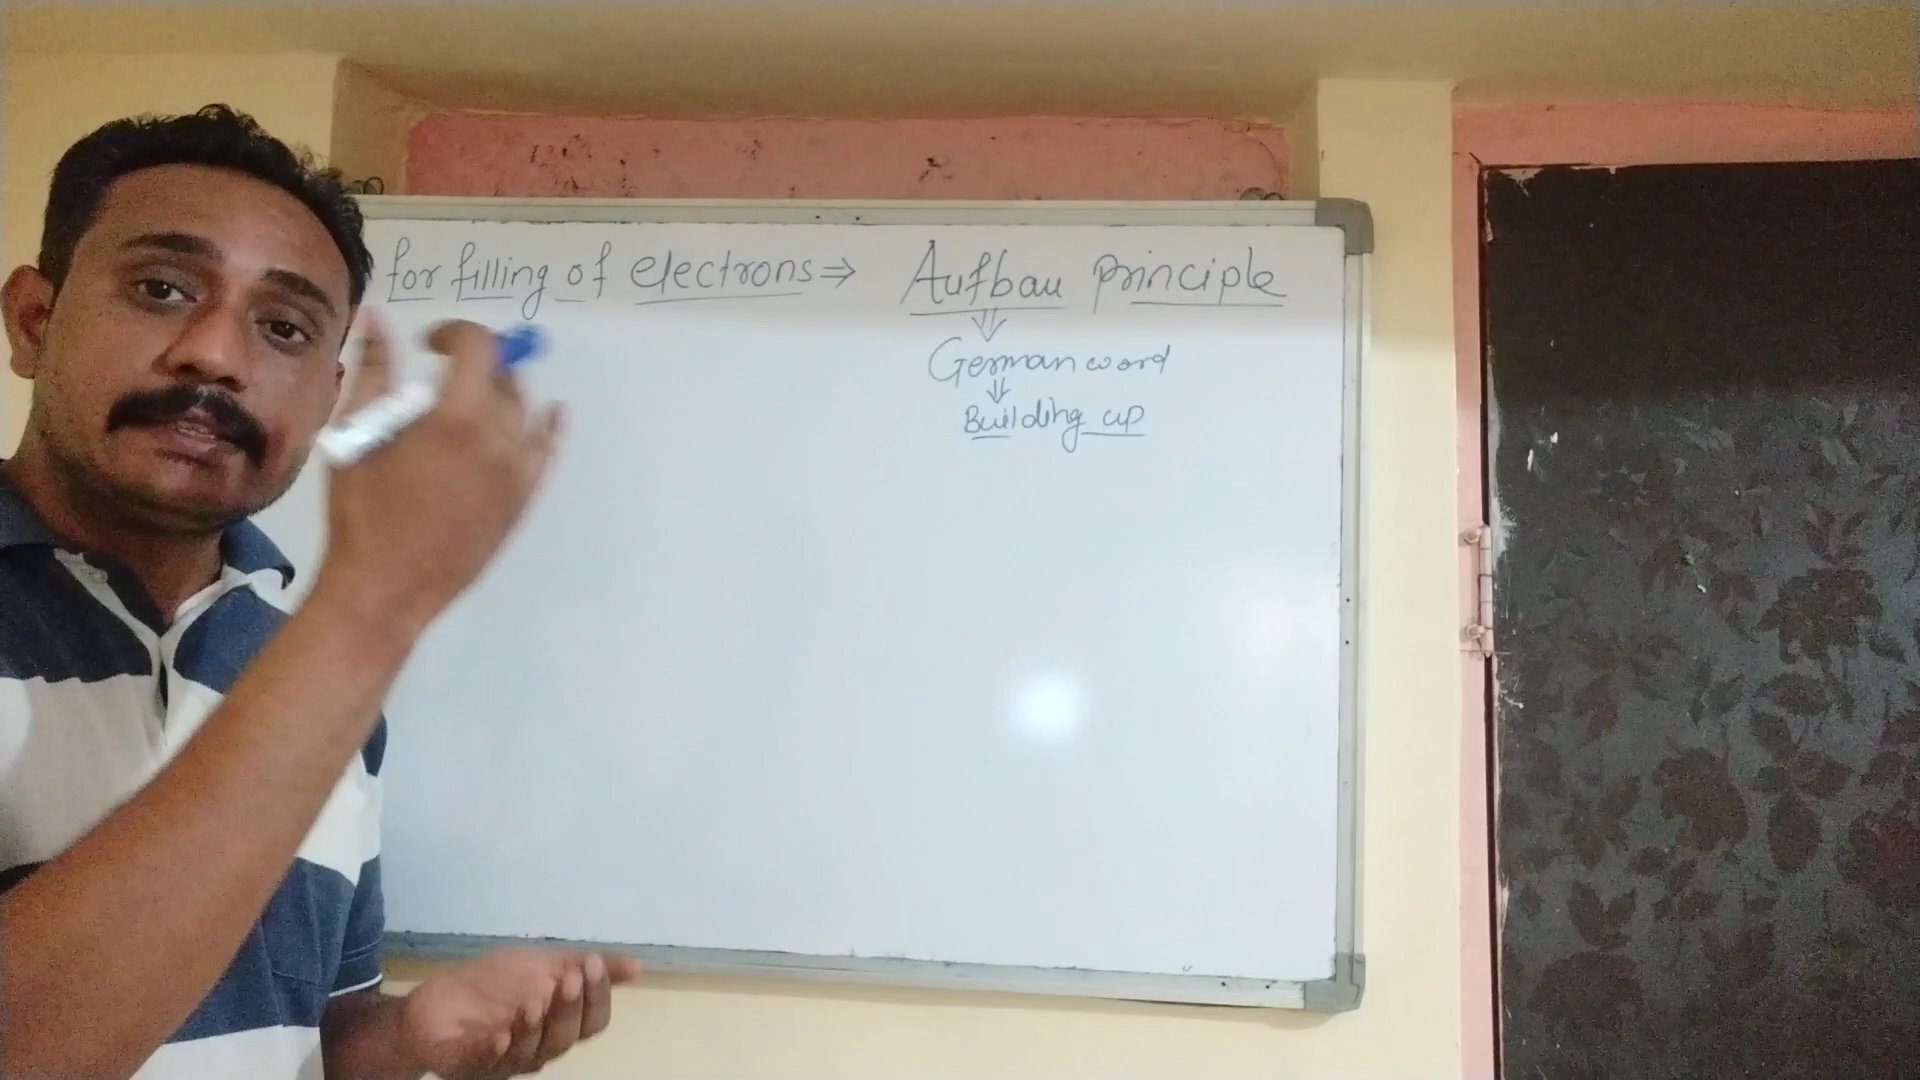 for filling of electrons ⇒ Aufbau principle
⇓
German word
⇓
Building up